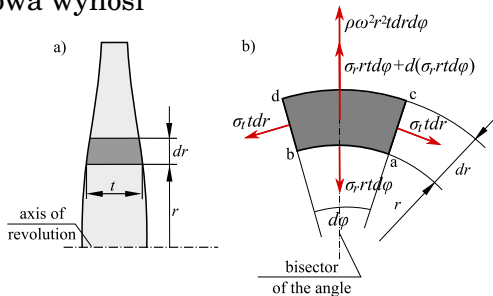 owa wynosi
a)
t
dr
r
axis of
revolution
b)
ρω²r²tdrdφ
σᵣrtdφ+d(σᵣrtdφ)
d
c
σₜtdr
σₜtdr
b
a
σᵣrtdφ
dφ
r
dr
bisector
of the angle